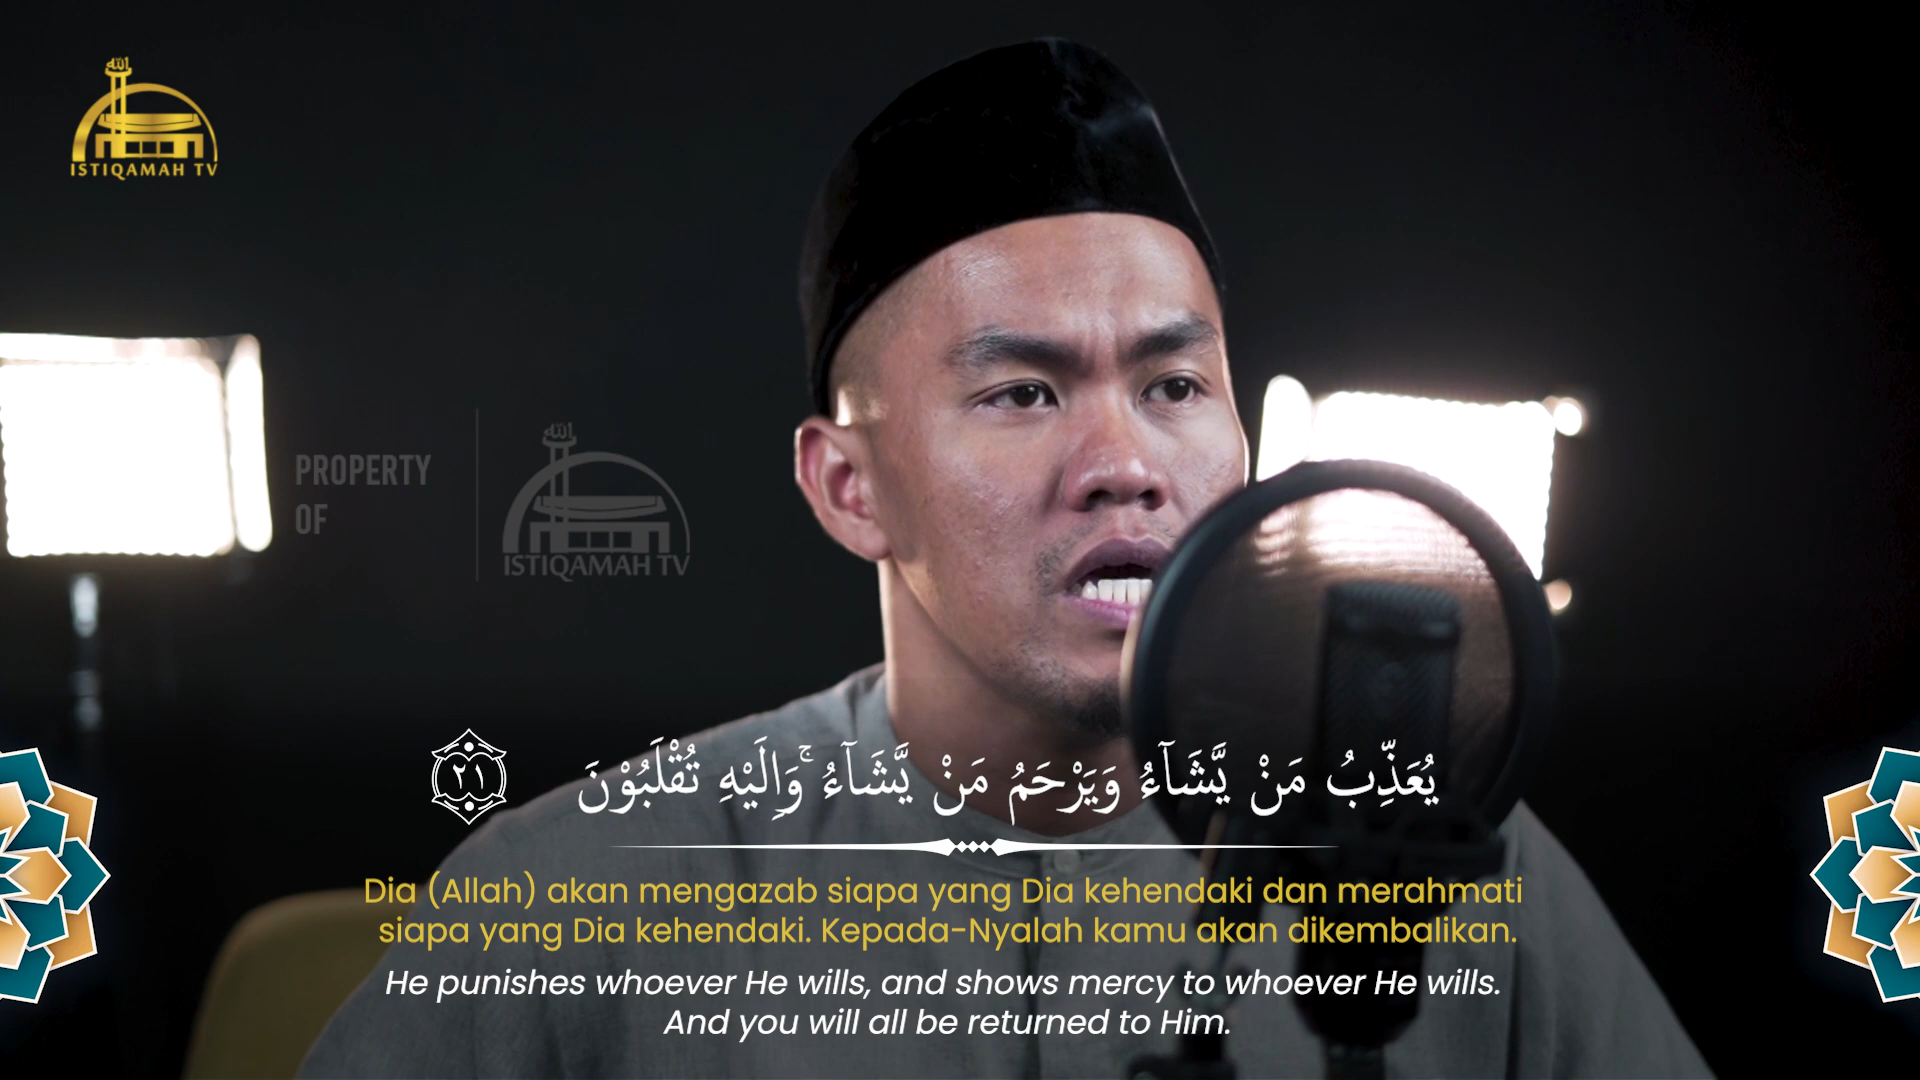 الله
ISTIQAMAH TV
PROPERTY
OF
الله
ISTIQAMAH TV
يُعَذِّبُ مَنْ يَّشَاۤءُ وَيَرْحَمُ مَنْ يَّشَاۤءُ ۚوَاِلَيْهِ تُقْلَبُوْنَ ٢١
Dia (Allah) akan mengazab siapa yang Dia kehendaki dan merahmati
siapa yang Dia kehendaki. Kepada-Nyalah kamu akan dikembalikan.
He punishes whoever He wills, and shows mercy to whoever He wills.
And you will all be returned to Him.